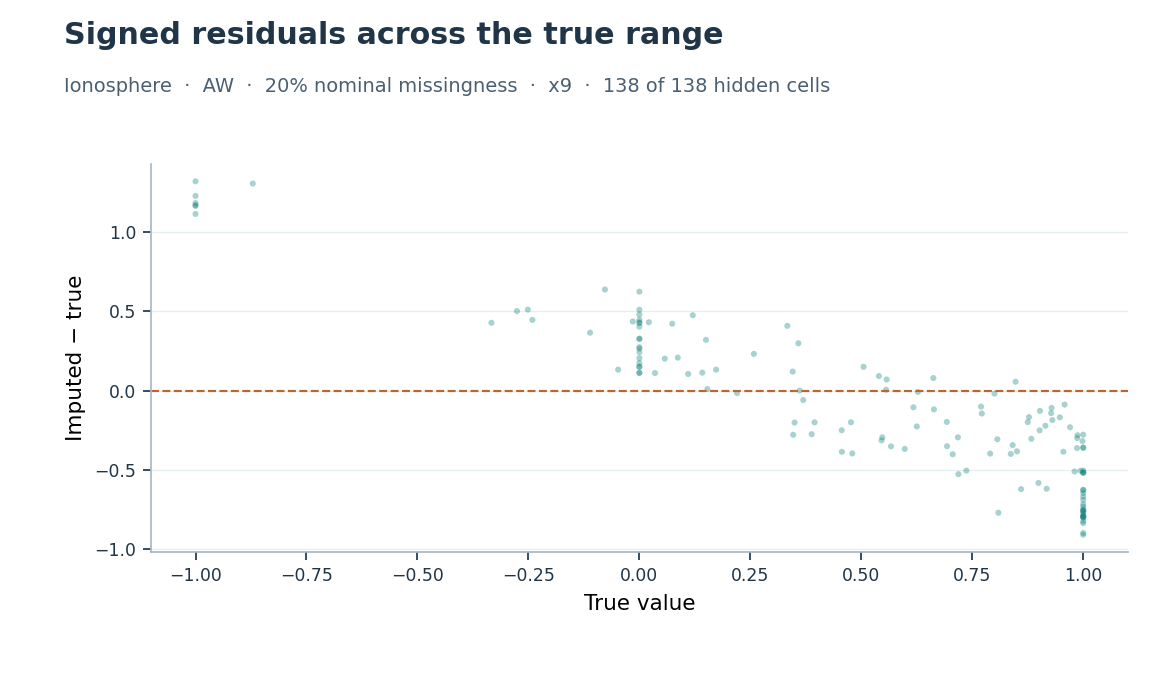 Signed residuals across the true range
Ionosphere · AW · 20% nominal missingness · x9 · 138 of 138 hidden cells
Imputed − true
1.0
0.5
0.0
−0.5
−1.0
−1.00 −0.75 −0.50 −0.25 0.00 0.25 0.50 0.75 1.00
True value